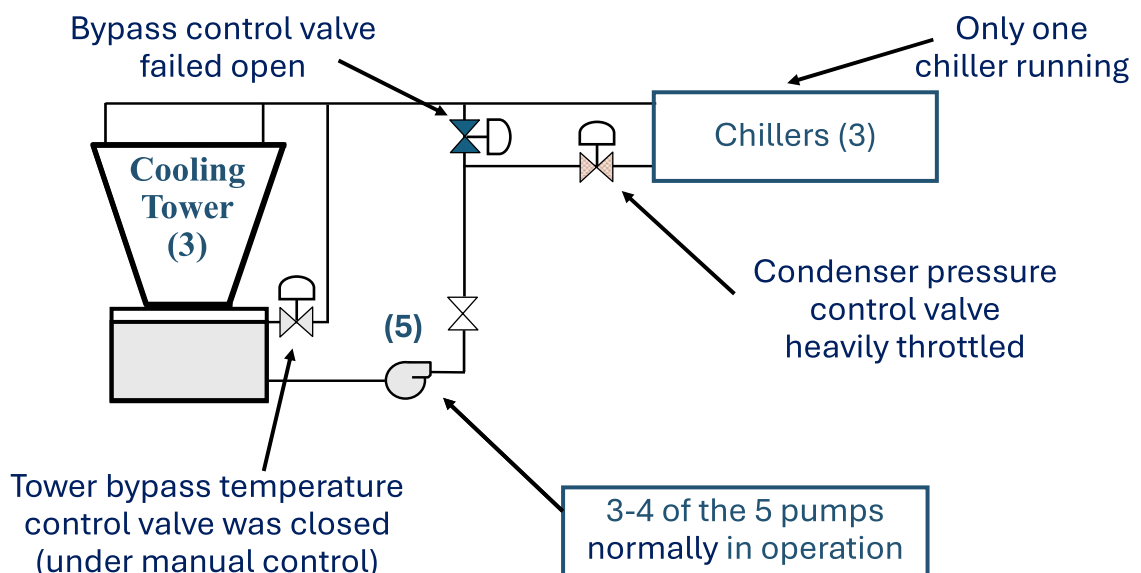 Bypass control valve
failed open
Only one
chiller running
Chillers (3)
Cooling
Tower
(3)
Condenser pressure
control valve
heavily throttled
(5)
Tower bypass temperature
control valve was closed
(under manual control)
3-4 of the 5 pumps
normally in operation